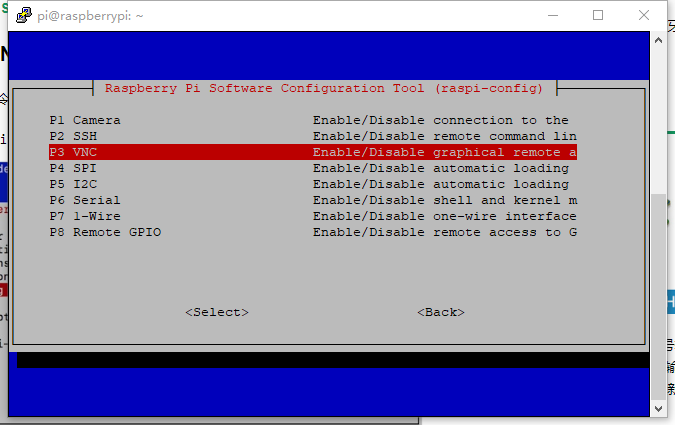 pi@raspberrypi: ~
Raspberry Pi Software Configuration Tool (raspi-config)
P1 Camera Enable/Disable connection to the
P2 SSH Enable/Disable remote command lin
P3 VNC Enable/Disable graphical remote a
P4 SPI Enable/Disable automatic loading
P5 I2C Enable/Disable automatic loading
P6 Serial Enable/Disable shell and kernel m
P7 1-Wire Enable/Disable one-wire interface
P8 Remote GPIO Enable/Disable remote access to G
<Select> <Back>